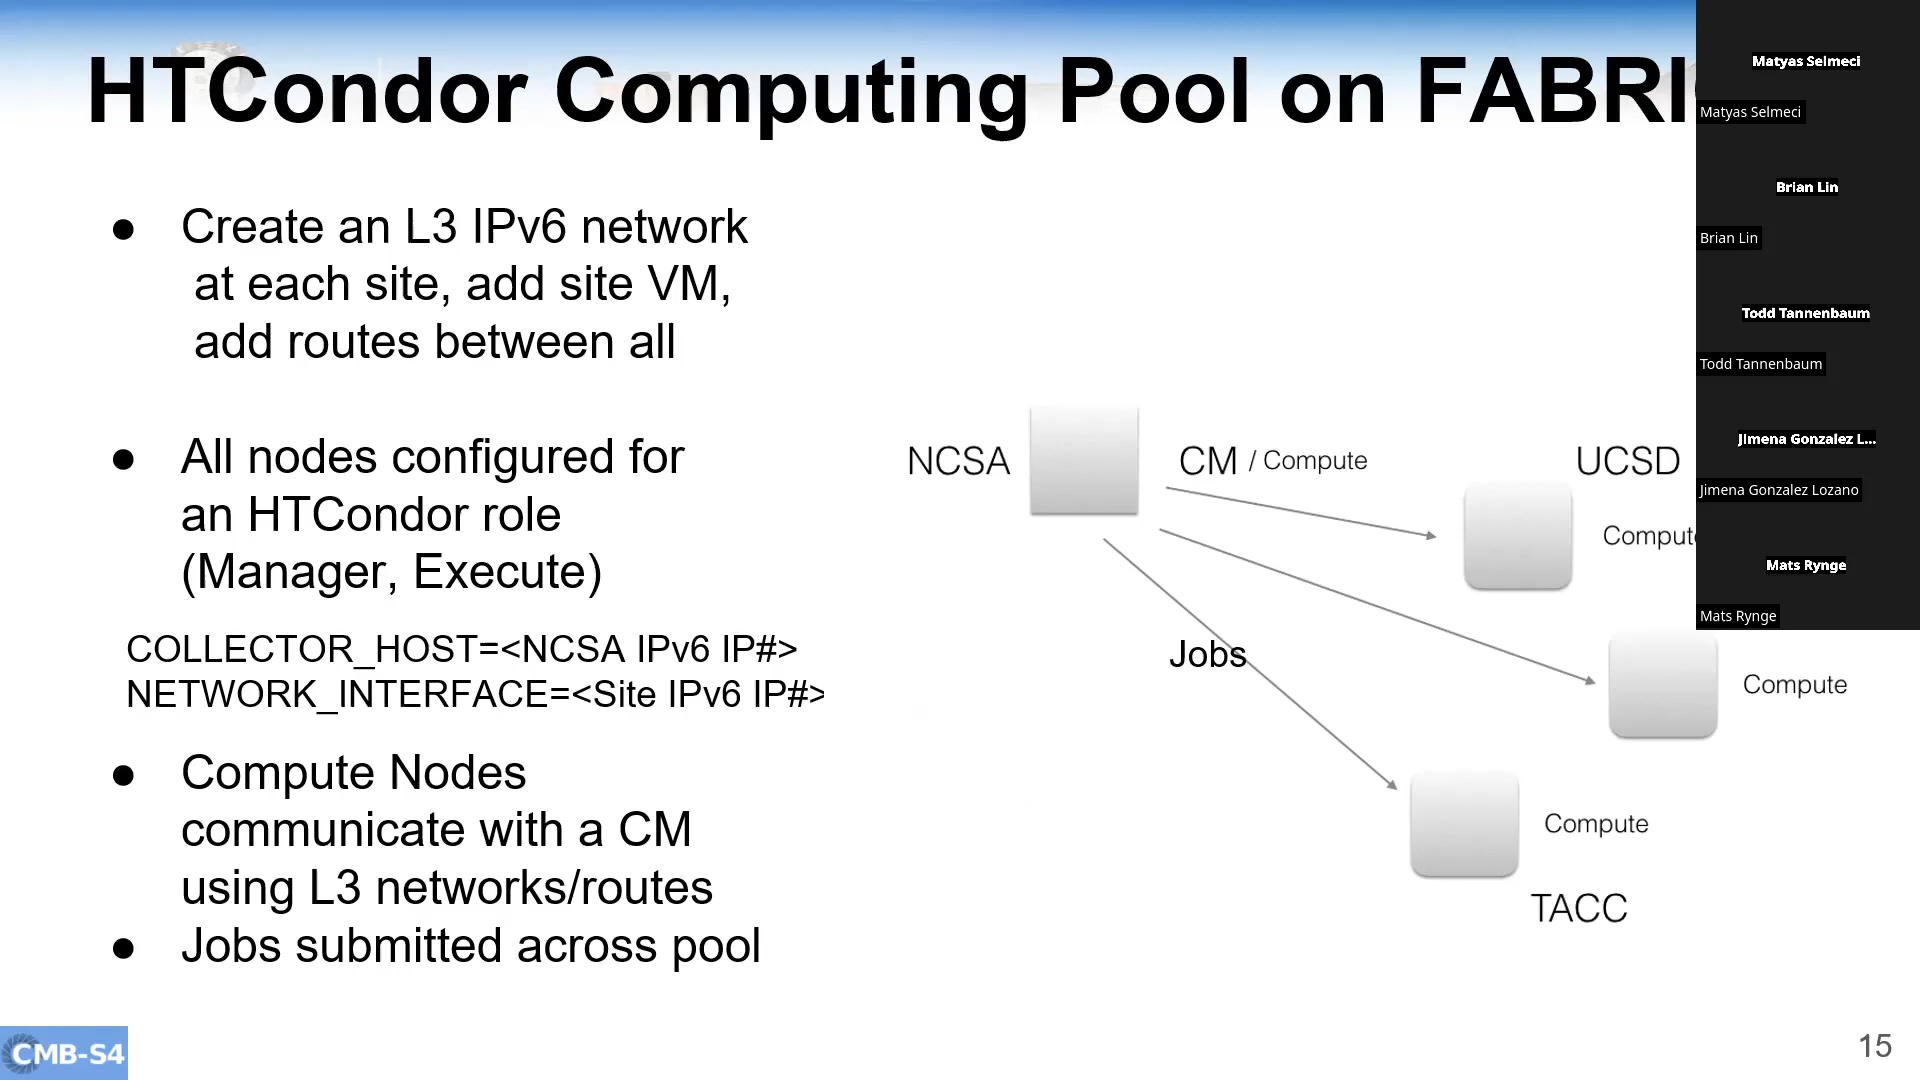 HTCondor Computing Pool on FABRI
● Create an L3 IPv6 network
at each site, add site VM,
add routes between all
● All nodes configured for
an HTCondor role
(Manager, Execute)
COLLECTOR_HOST=<NCSA IPv6 IP#>
NETWORK_INTERFACE=<Site IPv6 IP#>
● Compute Nodes
communicate with a CM
using L3 networks/routes
● Jobs submitted across pool
NCSA
CM / Compute
UCSD
Comput
Jobs
Compute
Compute
TACC
CMB-S4
15
Matyas Selmeci
Matyas Selmeci
Brian Lin
Brian Lin
Todd Tannenbaum
Todd Tannenbaum
Jimena Gonzalez L...
Jimena Gonzalez Lozano
Mats Rynge
Mats Rynge